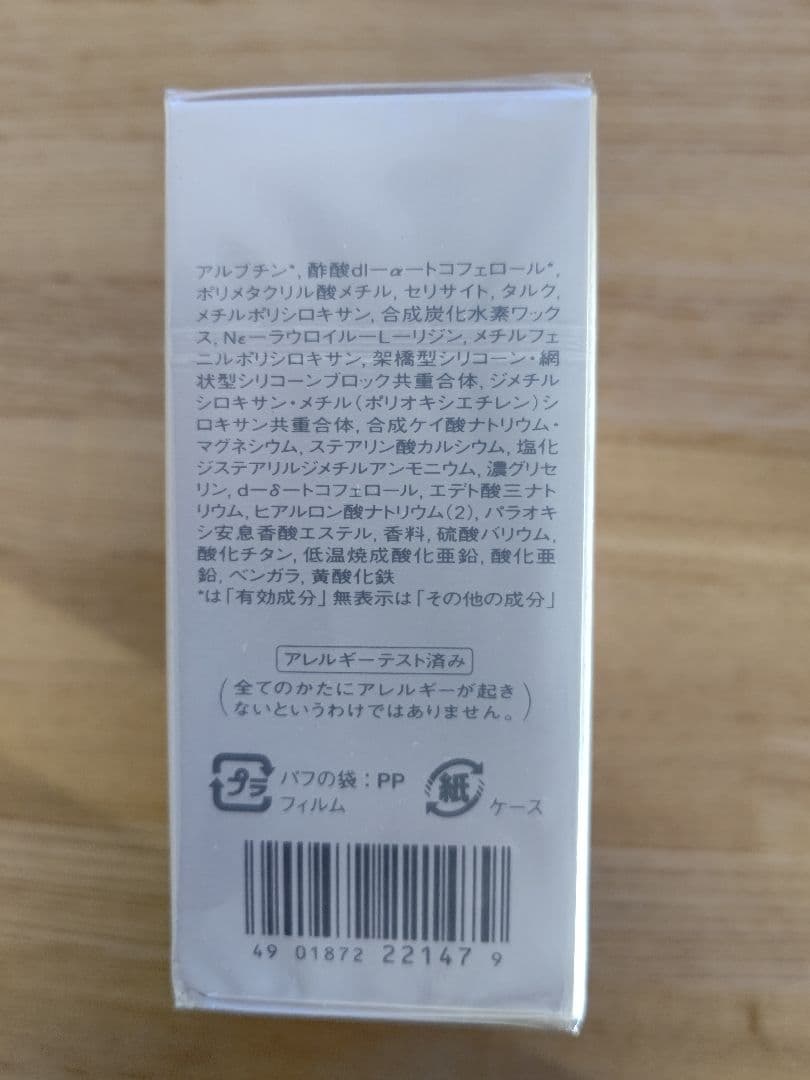 アルブチン*, 酢酸dl－α－トコフェロール*,
ポリメタクリル酸メチル, セリサイト, タルク,
メチルポリシロキサン, 合成炭化水素ワック
ス, Nε－ラウロイル－L－リジン, メチルフェ
ニルポリシロキサン, 架橋型シリコーン・網
状型シリコーンブロック共重合体, ジメチル
シロキサン・メチル(ポリオキシエチレン)シ
ロキサン共重合体, 合成ケイ酸ナトリウム・
マグネシウム, ステアリン酸カルシウム, 塩化
ジステアリルジメチルアンモニウム, 濃グリセ
リン, d－δ－トコフェロール, エデト酸三ナト
リウム, ヒアルロン酸ナトリウム(2), パラオキ
シ安息香酸エステル, 香料, 硫酸バリウム,
酸化チタン, 低温焼成酸化亜鉛, 酸化亜
鉛, ベンガラ, 黄酸化鉄
*は「有効成分」無表示は「その他の成分」
アレルギーテスト済み
(全てのかたにアレルギーが起き
ないというわけではありません。)
プラ パフの袋：PP 紙
フィルム ケース
49 01872 22147 9